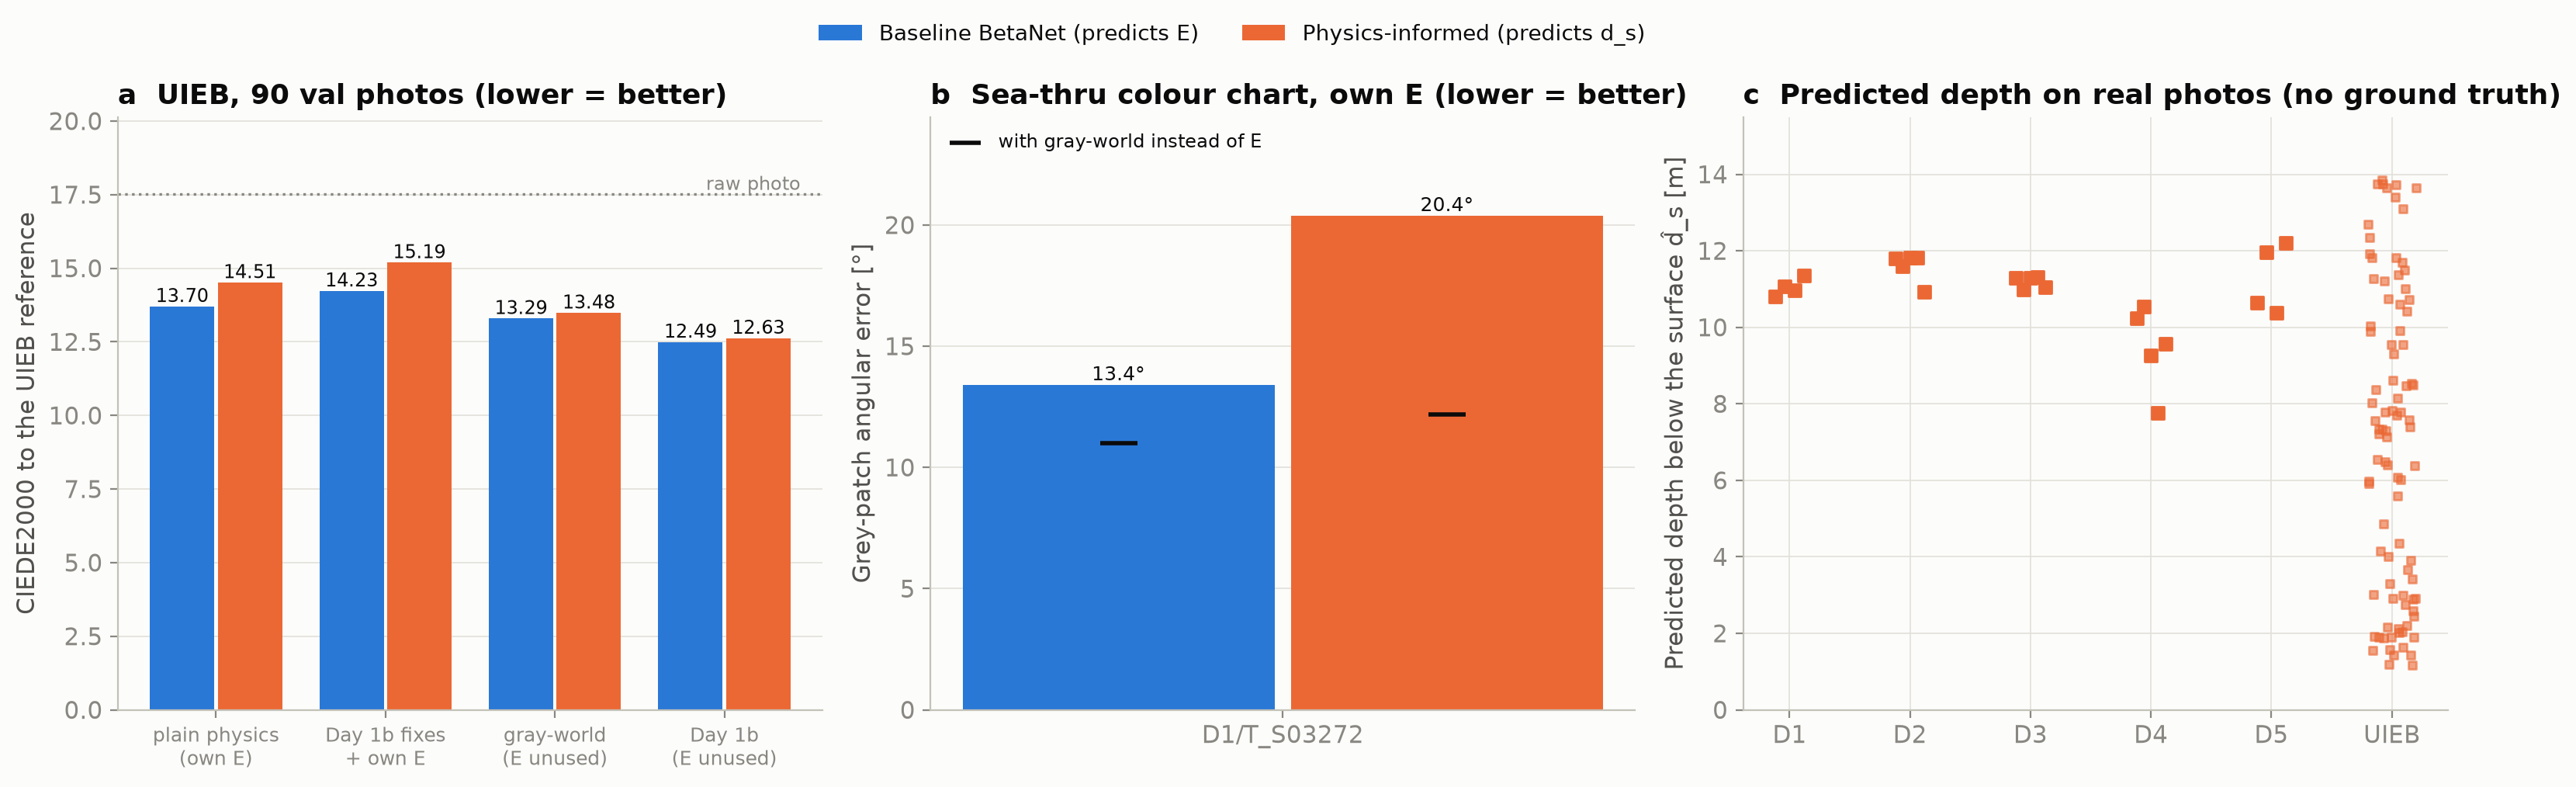 Baseline BetaNet (predicts E)
Physics-informed (predicts d_s)
a UIEB, 90 val photos (lower = better)
CIEDE2000 to the UIEB reference
20.0
17.5
15.0
12.5
10.0
7.5
5.0
2.5
0.0
raw photo
13.70
14.51
14.23
15.19
13.29
13.48
12.49
12.63
plain physics
(own E)
Day 1b fixes
+ own E
gray-world
(E unused)
Day 1b
(E unused)
b Sea-thru colour chart, own E (lower = better)
with gray-world instead of E
Grey-patch angular error [°]
20
15
10
5
0
13.4°
20.4°
D1/T_S03272
c Predicted depth on real photos (no ground truth)
Predicted depth below the surface d̂_s [m]
14
12
10
8
6
4
2
0
D1
D2
D3
D4
D5
UIEB